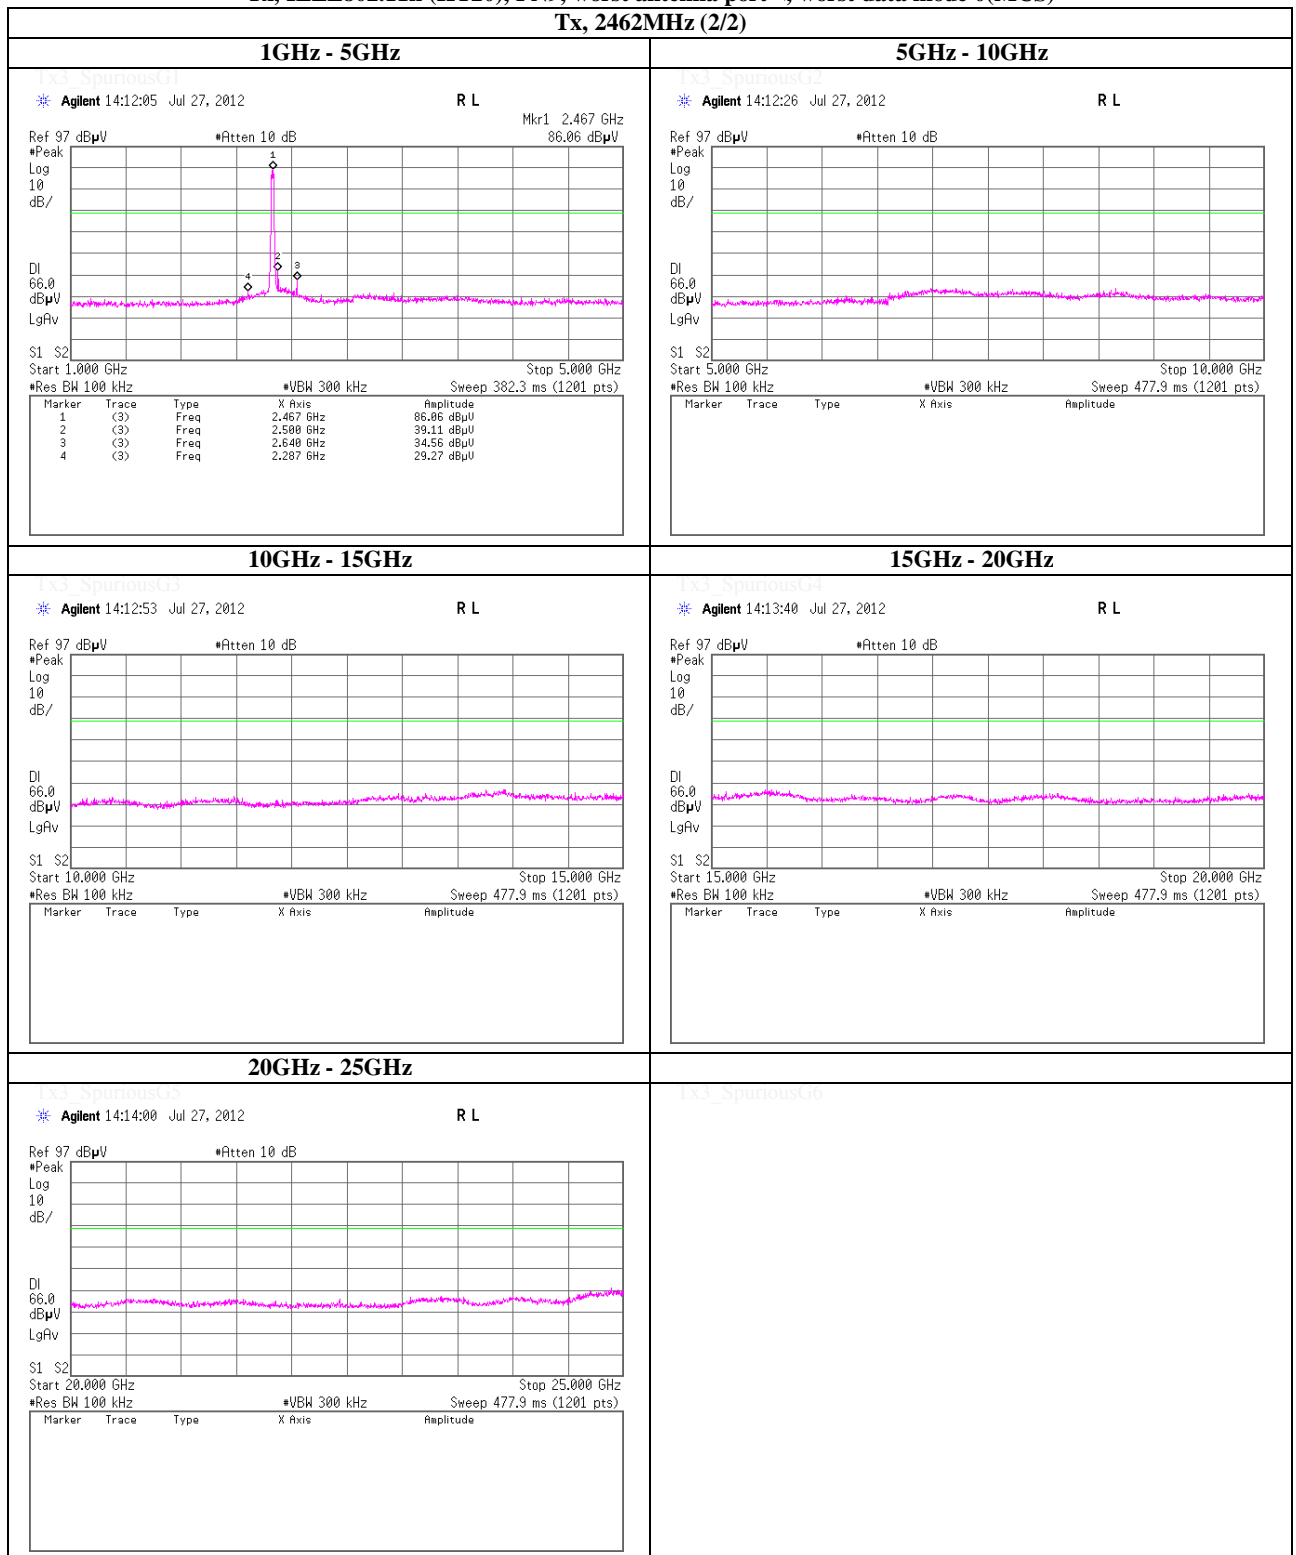 Tx, 2462MHz (2/2)
1GHz - 5GHz
Tx3_SpuriousG1
Agilent 14:12:05 Jul 27, 2012 R L
Mkr1 2.467 GHz
Ref 97 dBµV #Atten 10 dB 86.06 dBµV
#Peak
Log
10
dB/
1
2
3
4
DI
66.0
dBµV
LgAv
S1 S2
Start 1.000 GHz Stop 5.000 GHz
#Res BW 100 kHz #VBW 300 kHz Sweep 382.3 ms (1201 pts)
Marker Trace Type X Axis Amplitude
1 (3) Freq 2.467 GHz 86.06 dBµV
2 (3) Freq 2.500 GHz 39.11 dBµV
3 (3) Freq 2.640 GHz 34.56 dBµV
4 (3) Freq 2.287 GHz 29.27 dBµV
5GHz - 10GHz
Tx3_SpuriousG2
Agilent 14:12:26 Jul 27, 2012 R L
Ref 97 dBµV #Atten 10 dB
#Peak
Log
10
dB/
DI
66.0
dBµV
LgAv
S1 S2
Start 5.000 GHz Stop 10.000 GHz
#Res BW 100 kHz #VBW 300 kHz Sweep 477.9 ms (1201 pts)
Marker Trace Type X Axis Amplitude
10GHz - 15GHz
Tx3_SpuriousG3
Agilent 14:12:53 Jul 27, 2012 R L
Ref 97 dBµV #Atten 10 dB
#Peak
Log
10
dB/
DI
66.0
dBµV
LgAv
S1 S2
Start 10.000 GHz Stop 15.000 GHz
#Res BW 100 kHz #VBW 300 kHz Sweep 477.9 ms (1201 pts)
Marker Trace Type X Axis Amplitude
15GHz - 20GHz
Tx3_SpuriousG4
Agilent 14:13:40 Jul 27, 2012 R L
Ref 97 dBµV #Atten 10 dB
#Peak
Log
10
dB/
DI
66.0
dBµV
LgAv
S1 S2
Start 15.000 GHz Stop 20.000 GHz
#Res BW 100 kHz #VBW 300 kHz Sweep 477.9 ms (1201 pts)
Marker Trace Type X Axis Amplitude
20GHz - 25GHz
Tx3_SpuriousG5
Agilent 14:14:00 Jul 27, 2012 R L
Ref 97 dBµV #Atten 10 dB
#Peak
Log
10
dB/
DI
66.0
dBµV
LgAv
S1 S2
Start 20.000 GHz Stop 25.000 GHz
#Res BW 100 kHz #VBW 300 kHz Sweep 477.9 ms (1201 pts)
Marker Trace Type X Axis Amplitude
Tx3_SpuriousG6